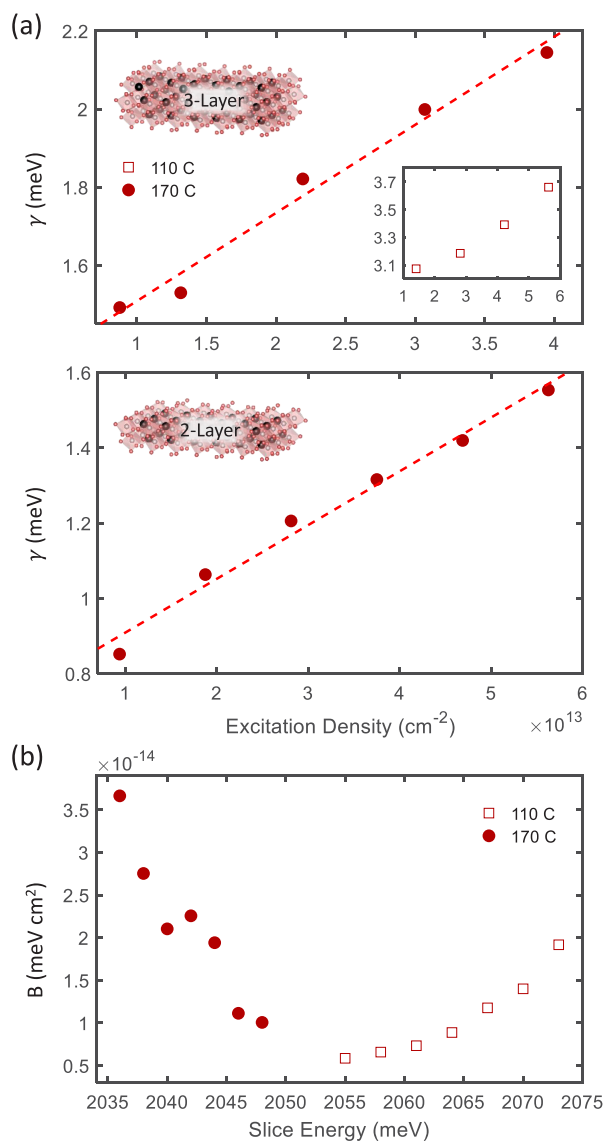 (a)
2.2
2
1.8
1.6
γ (meV)
3-Layer
110 C
170 C
3.7
3.5
3.3
3.1
1 2 3 4 5 6
1 1.5 2 2.5 3 3.5 4
1.6
1.4
1.2
1
0.8
γ (meV)
2-Layer
1 2 3 4 5 6
Excitation Density (cm⁻²)
×10¹³
(b)
×10⁻¹⁴
3.5
3
2.5
2
1.5
1
0.5
B (meV cm²)
110 C
170 C
2035 2040 2045 2050 2055 2060 2065 2070 2075
Slice Energy (meV)